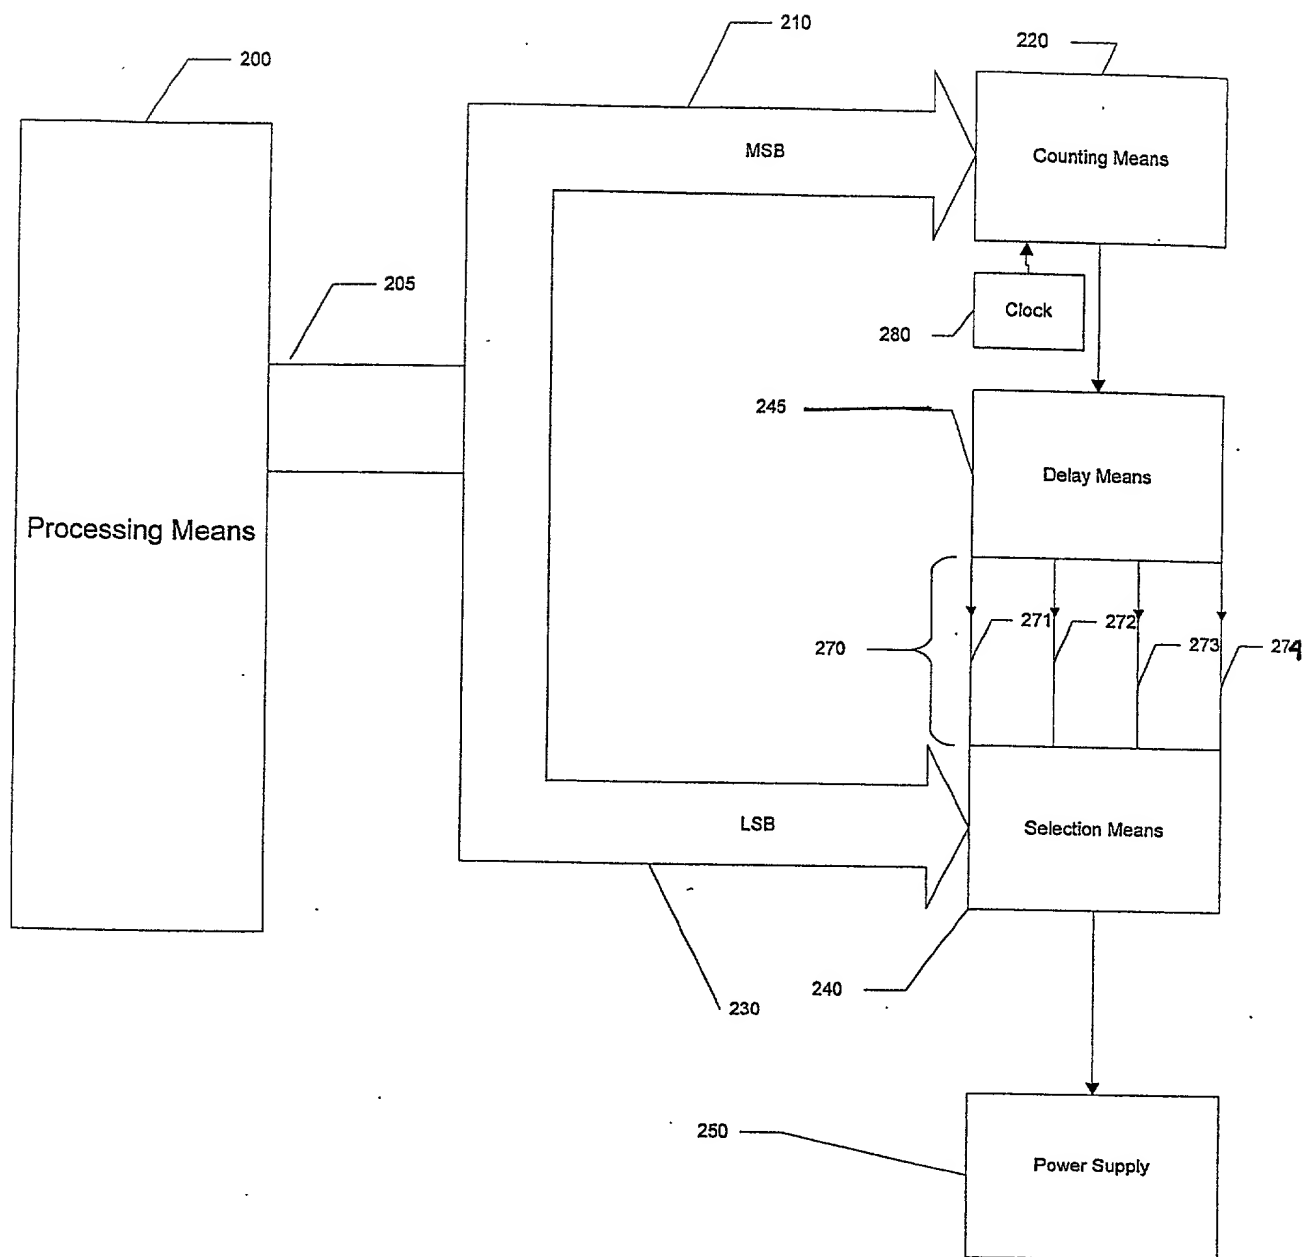 210
220
200
MSB
Counting Means
205
Clock
280
245
Delay Means
Processing Means
271
272
270
273
274
LSB
Selection Means
240
230
250
Power Supply